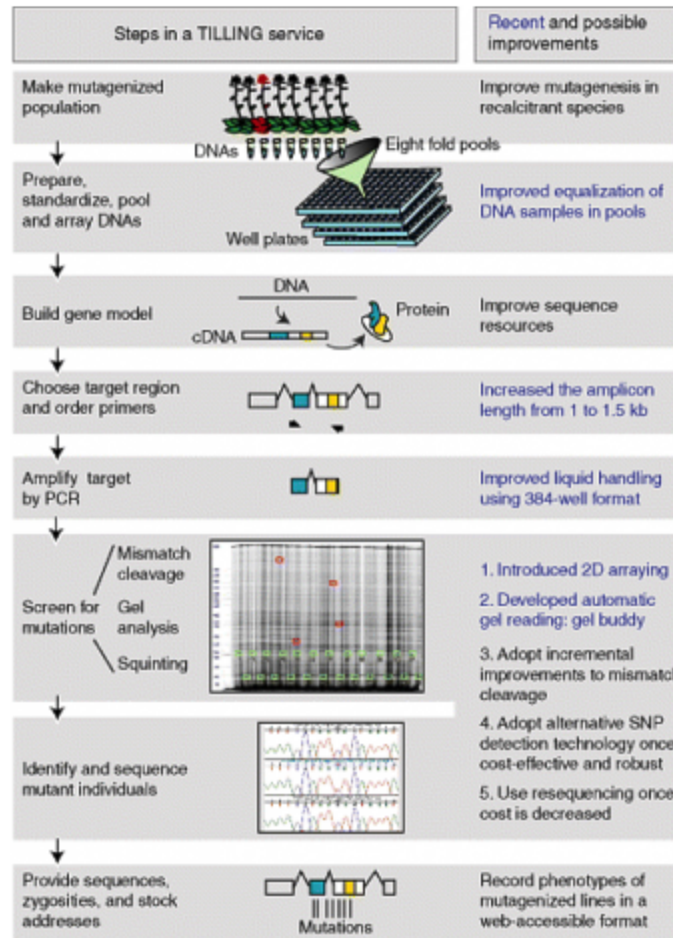 Steps in a TILLING service
Recent and possible
improvements
Make mutagenized
population
DNAs
Eight fold pools
Improve mutagenesis in
recalcitrant species
Prepare,
standardize, pool
and array DNAs
Well plates
Improved equalization of
DNA samples in pools
Build gene model
DNA
cDNA
Protein
Improve sequence
resources
Choose target region
and order primers
Increased the amplicon
length from 1 to 1.5 kb
Amplify target
by PCR
Improved liquid handling
using 384-well format
Screen for
mutations
Mismatch
cleavage
Gel
analysis
Squinting
1. Introduced 2D arraying
2. Developed automatic
gel reading: gel buddy
3. Adopt incremental
improvements to mismatch
cleavage
4. Adopt alternative SNP
detection technology once
cost-effective and robust
5. Use resequencing once
cost is decreased
Identify and sequence
mutant individuals
Provide sequences,
zygosities, and stock
addresses
Mutations
Record phenotypes of
mutagenized lines in a
web-accessible format